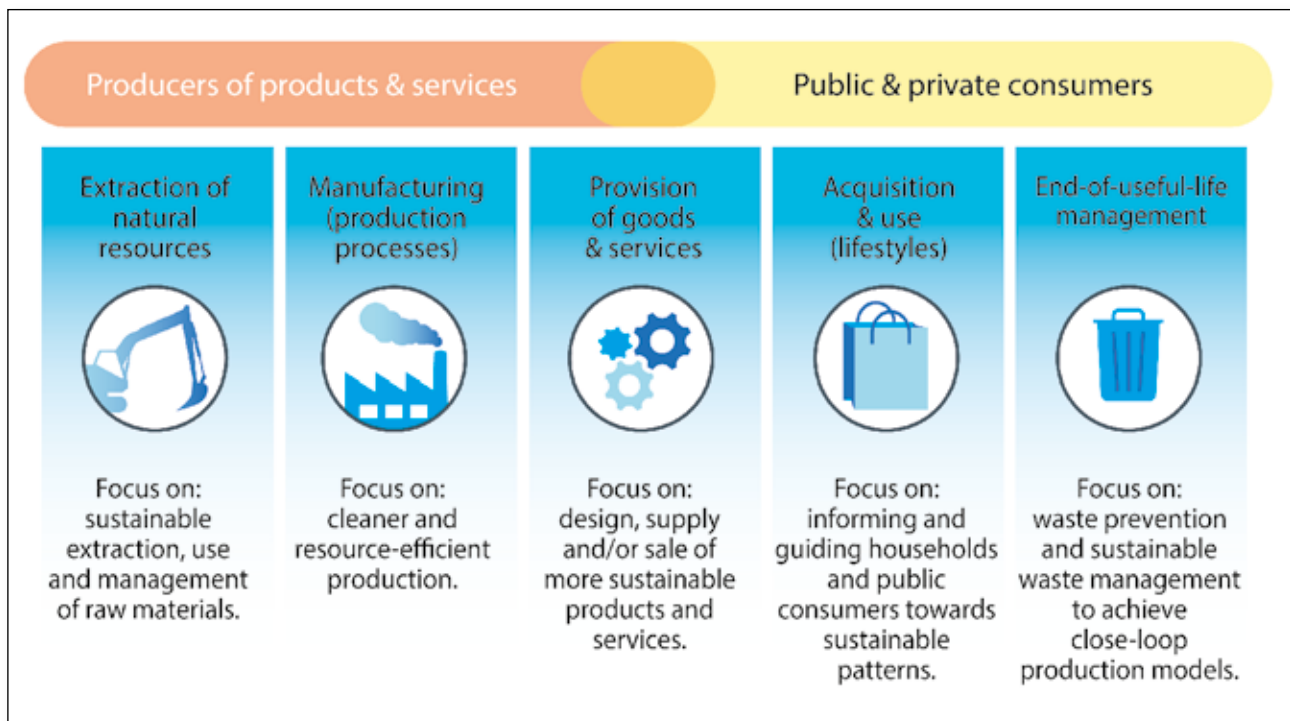 Producers of products & services
Public & private consumers
Extraction of
natural
resources
Focus on:
sustainable
extraction, use
and management
of raw materials.
Manufacturing
(production
processes)
Focus on:
cleaner and
resource-efficient
production.
Provision
of goods
& services
Focus on:
design, supply
and/or sale of
more sustainable
products and
services.
Acquisition
& use
(lifestyles)
Focus on:
informing and
guiding households
and public
consumers towards
sustainable
patterns.
End-of-useful-life
management
Focus on:
waste prevention
and sustainable
waste management
to achieve
close-loop
production models.